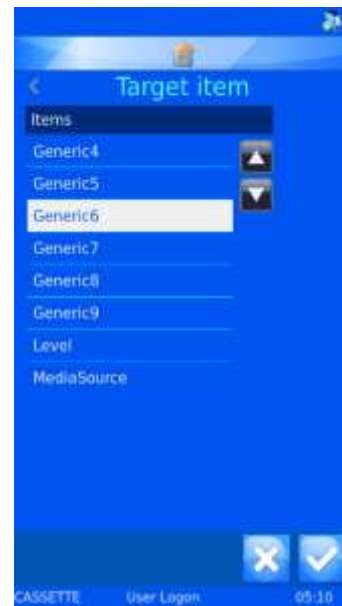 Target item
Items
Generic4
Generic5
Generic6
Generic7
Generic8
Generic9
Level
MediaSource
CASSETTE User Logon 05:10